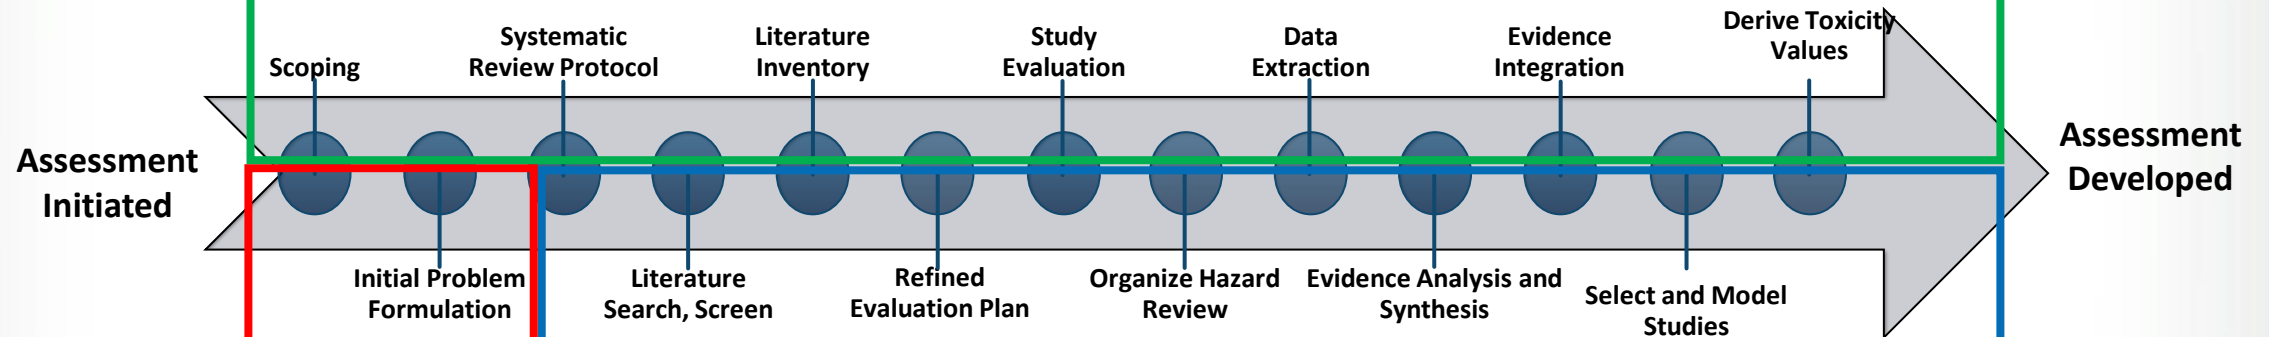 Assessment
Initiated
Scoping
Initial Problem
Formulation
Systematic
Review Protocol
Literature
Search, Screen
Literature
Inventory
Refined
Evaluation Plan
Study
Evaluation
Organize Hazard
Review
Data
Extraction
Evidence Analysis and
Synthesis
Evidence
Integration
Select and Model
Studies
Derive Toxicity
Values
Assessment
Developed